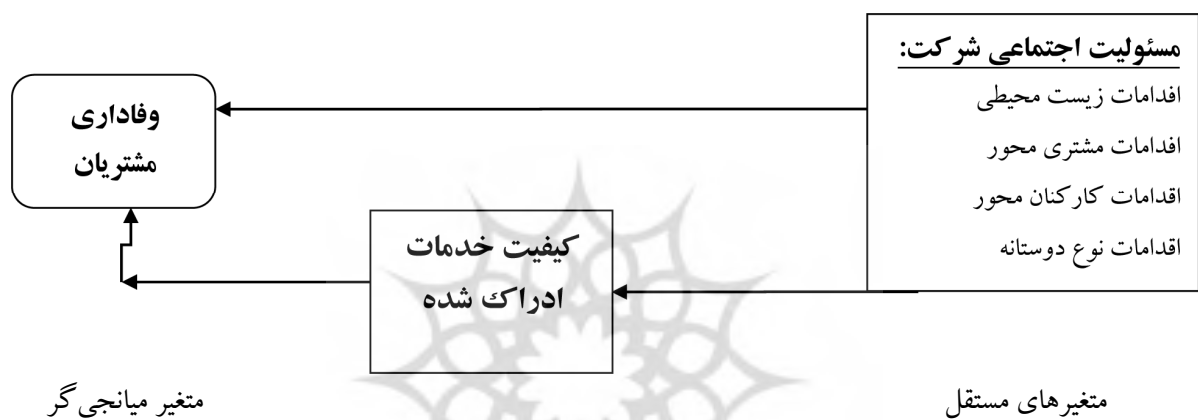 مسئولیت اجتماعی شرکت:
افدامات زیست محیطی
افدامات مشتری محور
اقدامات کارکنان محور
اقدامات نوع دوستانه
وفاداری
مشتریان
کیفیت خدمات
ادراک شده
متغیرهای مستقل
متغیر میانجی‌گر